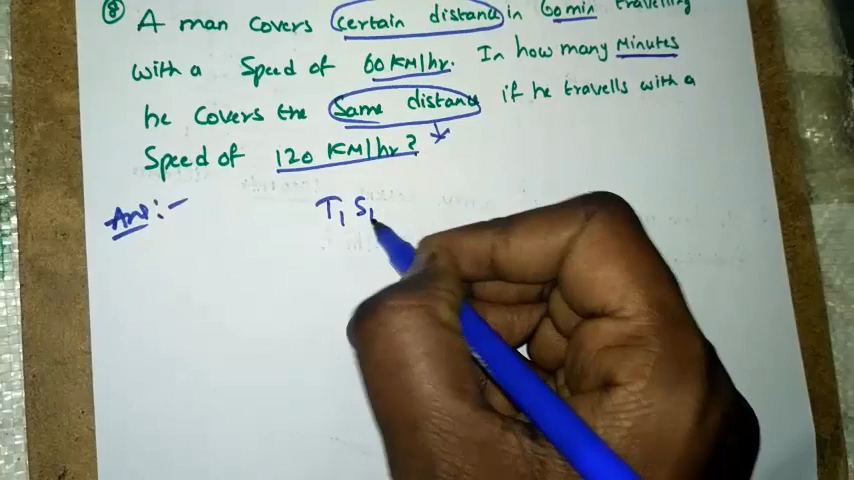 ⑧ A man covers certain distance in 60 min travelling
with a Speed of 60 KM/hr. In how many Minutes
he covers the Same distance if he travells with a
Speed of 120 KM/hr?
Ans:- T₁ S₁